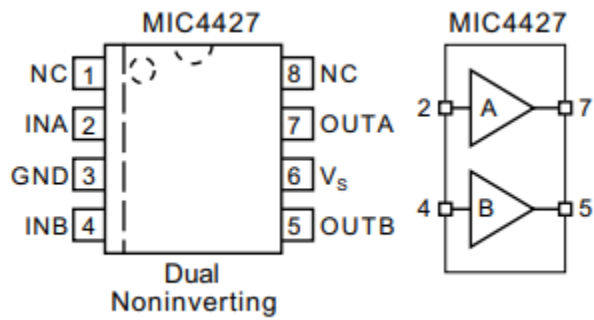 MIC4427
NC 1
8 NC
INA 2
7 OUTA
GND 3
6 VS
INB 4
5 OUTB
Dual
Noninverting
MIC4427
2 A 7
4 B 5